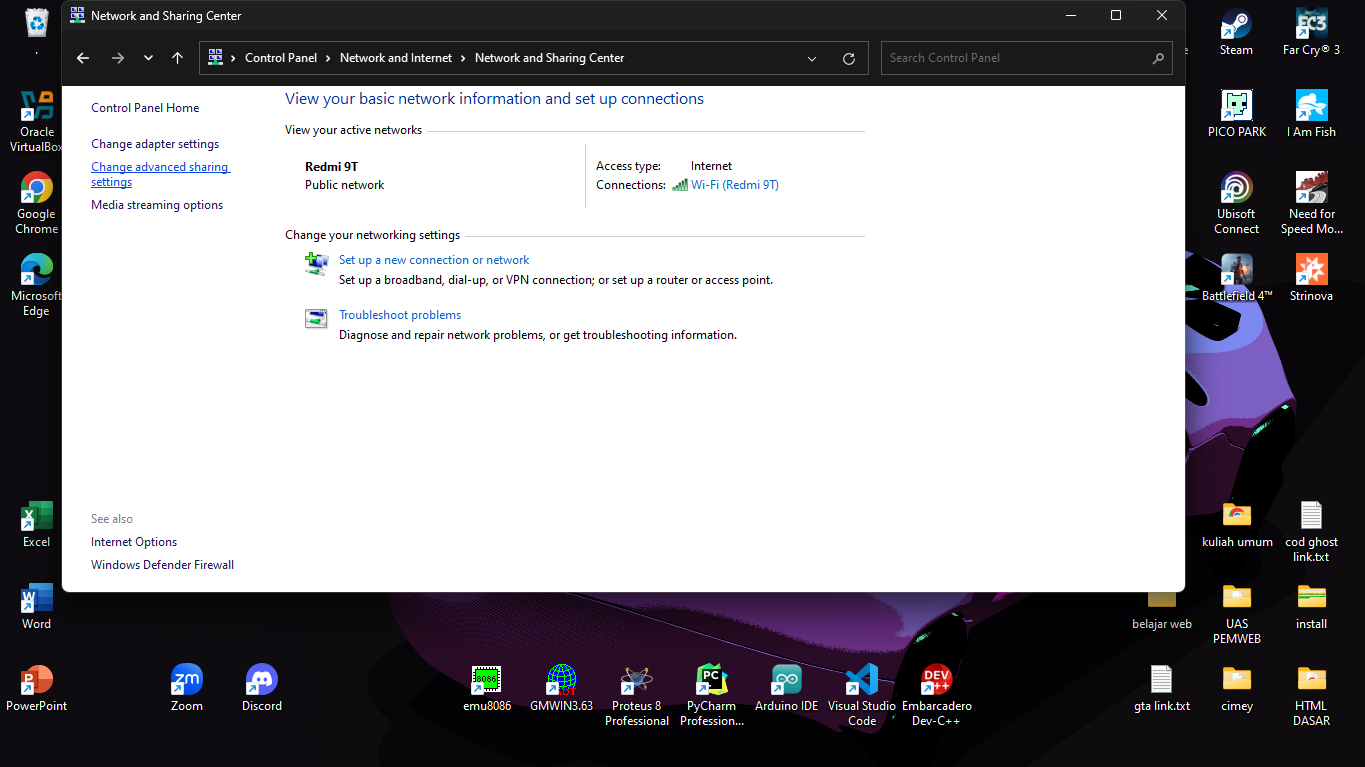 Network and Sharing Center
Control Panel
Network and Internet
Network and Sharing Center
Search Control Panel
Control Panel Home
Change adapter settings
Change advanced sharing
settings
Media streaming options
See also
Internet Options
Windows Defender Firewall
View your basic network information and set up connections
View your active networks
Redmi 9T
Public network
Access type: Internet
Connections: Wi-Fi (Redmi 9T)
Change your networking settings
Set up a new connection or network
Set up a broadband, dial-up, or VPN connection; or set up a router or access point.
Troubleshoot problems
Diagnose and repair network problems, or get troubleshooting information.
.
Oracle
VirtualBox
Google
Chrome
Microsoft
Edge
Excel
Word
PowerPoint
Zoom
Discord
8086
emu8086
GMWIN3.63
Proteus 8
Professional
PC
PyCharm
Profession...
Arduino IDE
Visual Studio
Code
DEV
C++
Embarcadero
Dev-C++
Steam
EC3
Far Cry® 3
PICO PARK
I Am Fish
Ubisoft
Connect
Need for
Speed Mo...
Battlefield 4™
Strinova
kuliah umum
cod ghost
link.txt
belajar web
UAS
PEMWEB
install
gta link.txt
cimey
HTML
DASAR